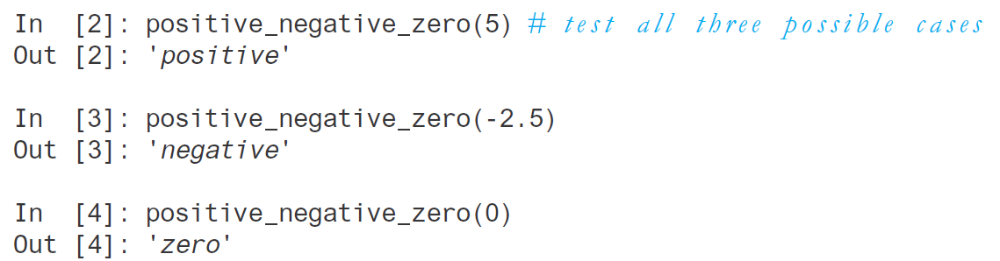 In  [2]: positive_negative_zero(5) # test all three possible cases
Out [2]: 'positive'
In  [3]: positive_negative_zero(-2.5)
Out [3]: 'negative'
In  [4]: positive_negative_zero(0)
Out [4]: 'zero'